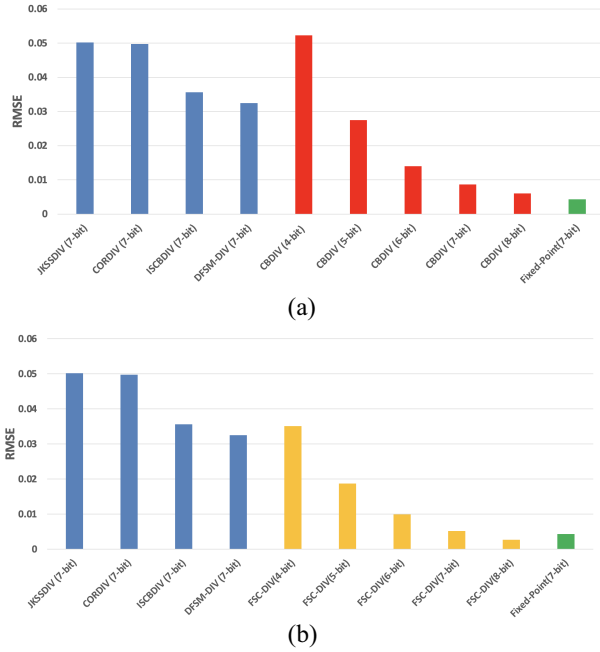 0.06
0.05
0.04
0.03
0.02
0.01
0
RMSE
JKSSDIV (7-bit)
CORDIV (7-bit)
ISCBDIV (7-bit)
DFSM-DIV (7-bit)
CBDIV (4-bit)
CBDIV (5-bit)
CBDIV (6-bit)
CBDIV (7-bit)
CBDIV (8-bit)
Fixed-Point(7-bit)
(a)
0.06
0.05
0.04
0.03
0.02
0.01
0
RMSE
JKSSDIV (7-bit)
CORDIV (7-bit)
ISCBDIV (7-bit)
DFSM-DIV (7-bit)
FSC-DIV(4-bit)
FSC-DIV(5-bit)
FSC-DIV(6-bit)
FSC-DIV(7-bit)
FSC-DIV(8-bit)
Fixed-Point(7-bit)
(b)